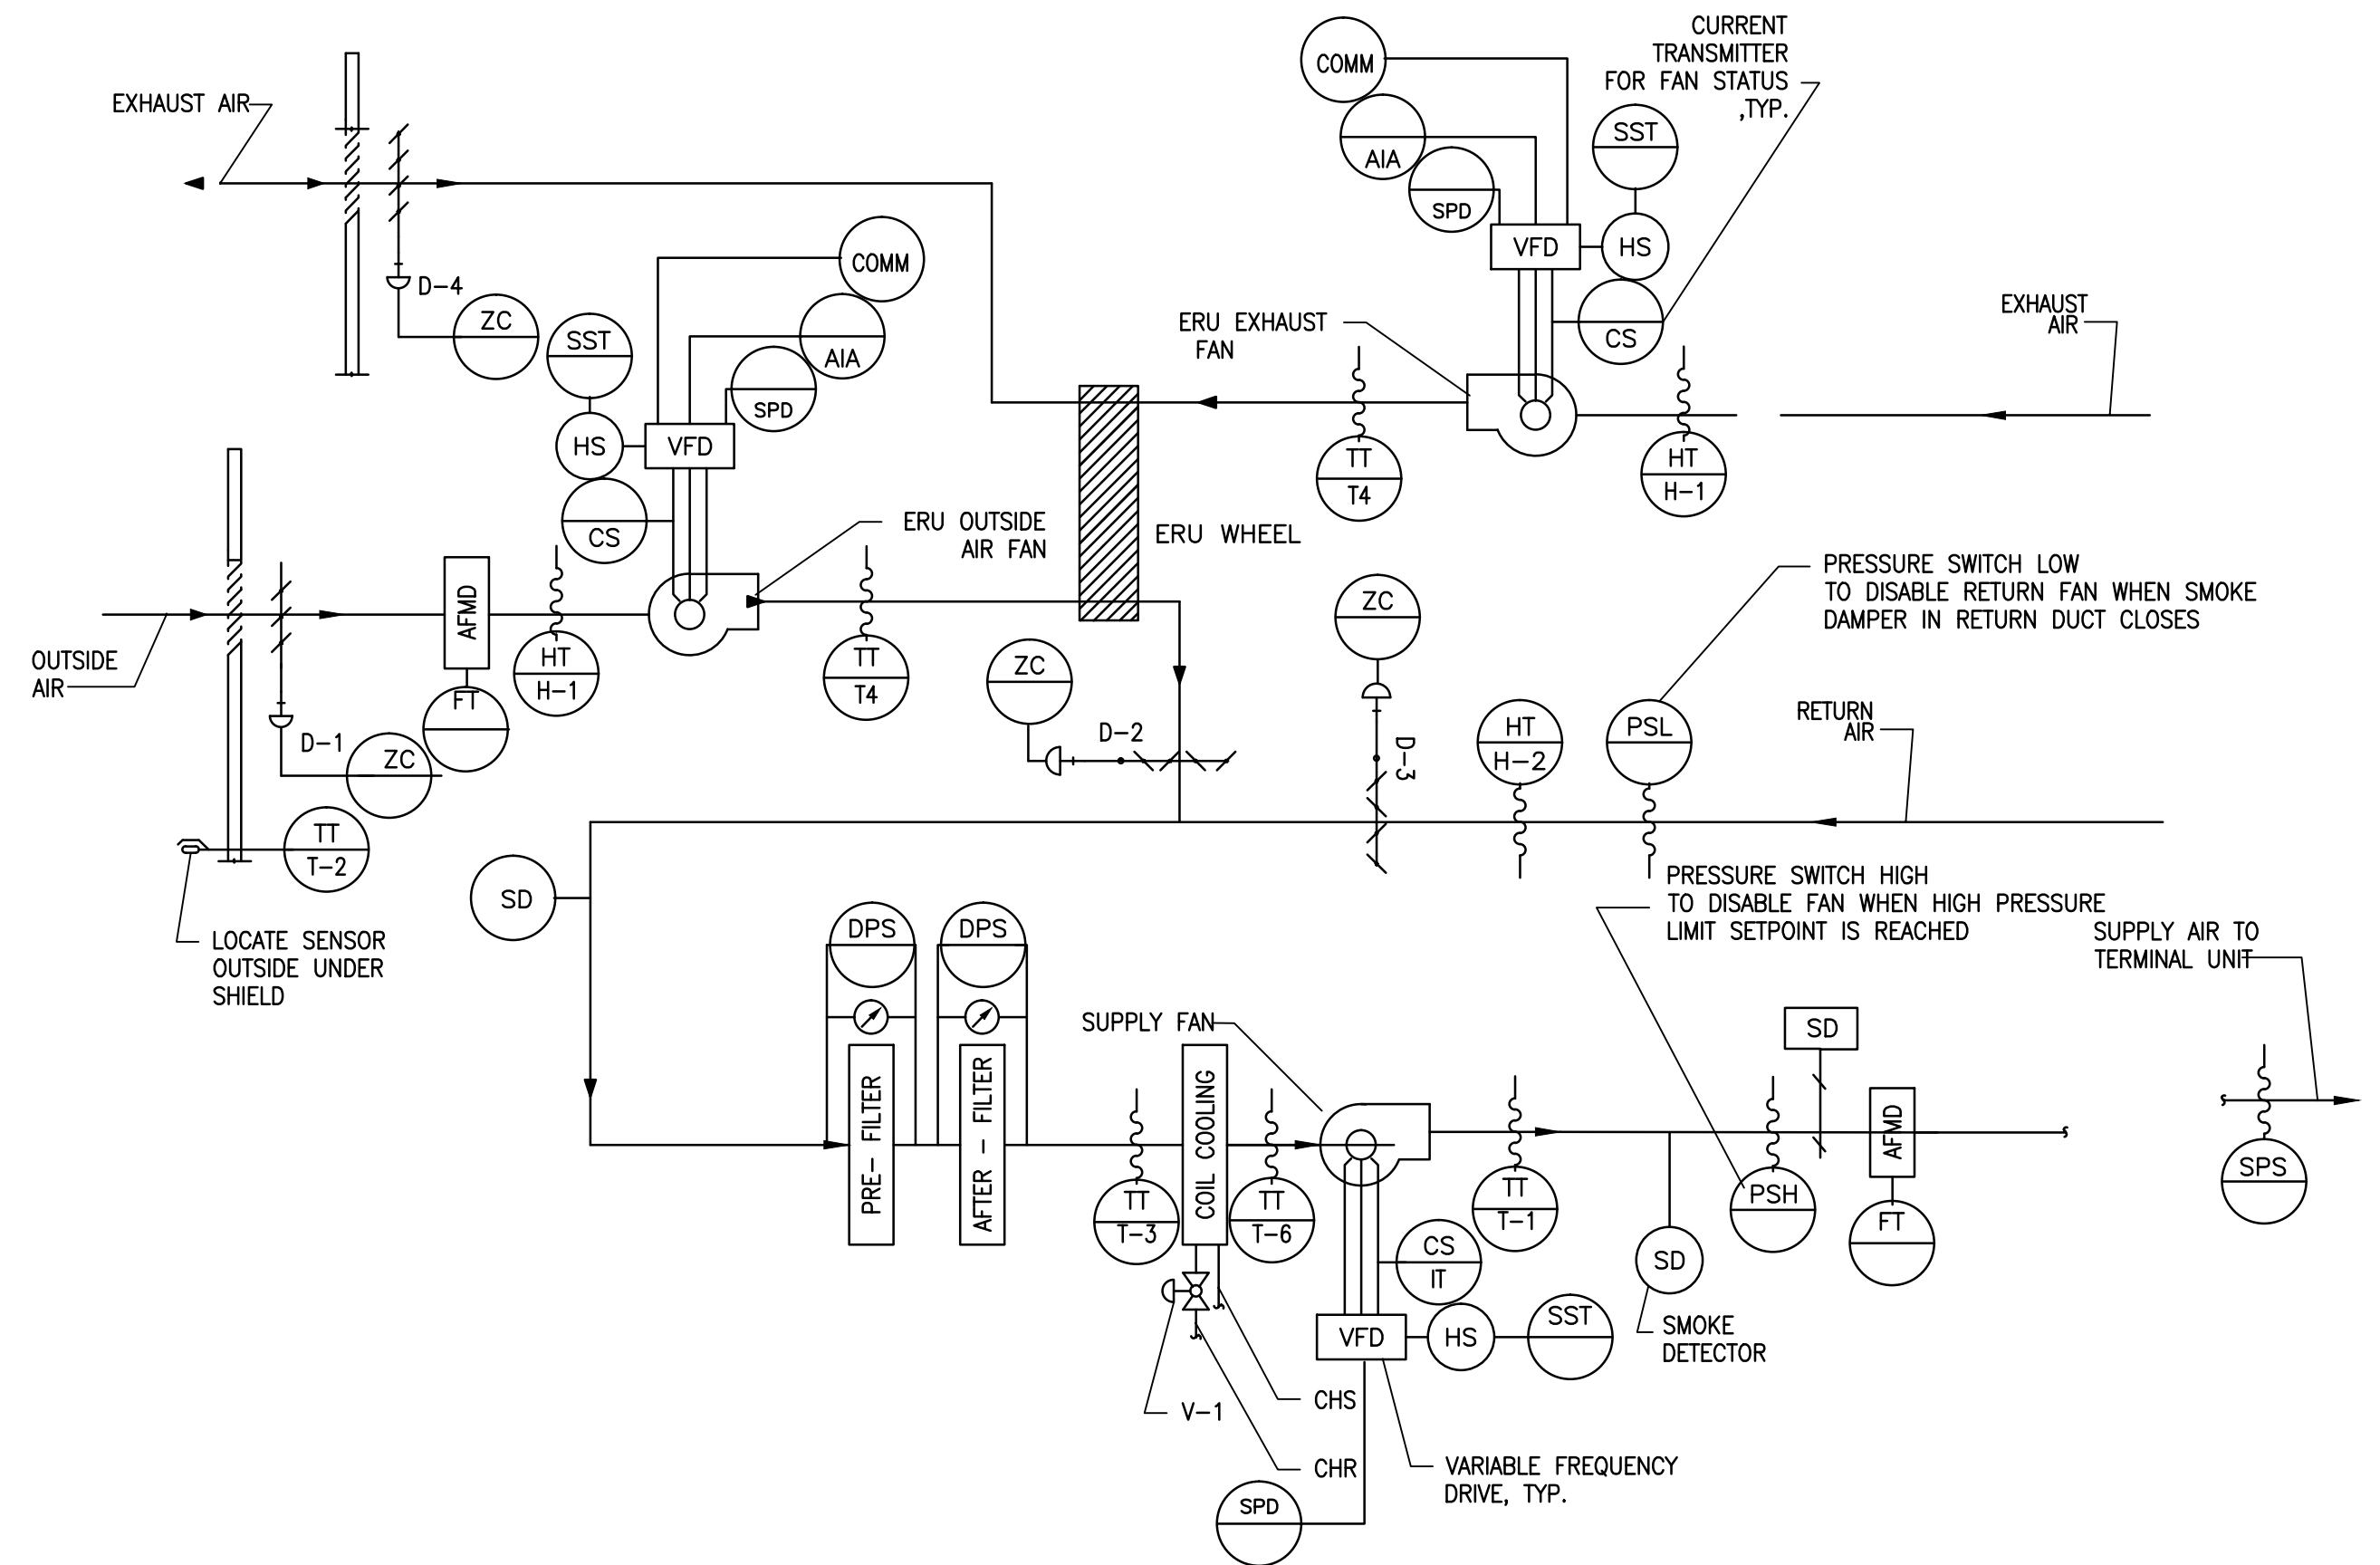 CURRENT
TRANSMITTER
FOR FAN STATUS
,TYP.
COMM
AIA
SPD
SST
VFD
HS
CS
EXHAUST AIR
D-4
ZC
SST
COMM
AIA
SPD
HS
VFD
CS
ERU EXHAUST
FAN
EXHAUST
AIR
TT
T4
HT
H-1
ERU OUTSIDE
AIR FAN
ERU WHEEL
OUTSIDE
AIR
AFMD
FT
HT
H-1
TT
T4
D-1
ZC
TT
T-2
LOCATE SENSOR
OUTSIDE UNDER
SHIELD
ZC
D-2
ZC
D-3
HT
H-2
PSL
PRESSURE SWITCH LOW
TO DISABLE RETURN FAN WHEN SMOKE
DAMPER IN RETURN DUCT CLOSES
RETURN
AIR
SD
DPS
DPS
PRE- FILTER
AFTER - FILTER
SUPPLY FAN
COIL COOLING
TT
T-3
TT
T-6
TT
T-1
PRESSURE SWITCH HIGH
TO DISABLE FAN WHEN HIGH PRESSURE
LIMIT SETPOINT IS REACHED
SUPPLY AIR TO
TERMINAL UNIT
SD
PSH
AFMD
FT
SPS
CS
IT
VFD
HS
SST
SD
SMOKE
DETECTOR
V-1
CHS
CHR
SPD
VARIABLE FREQUENCY
DRIVE, TYP.